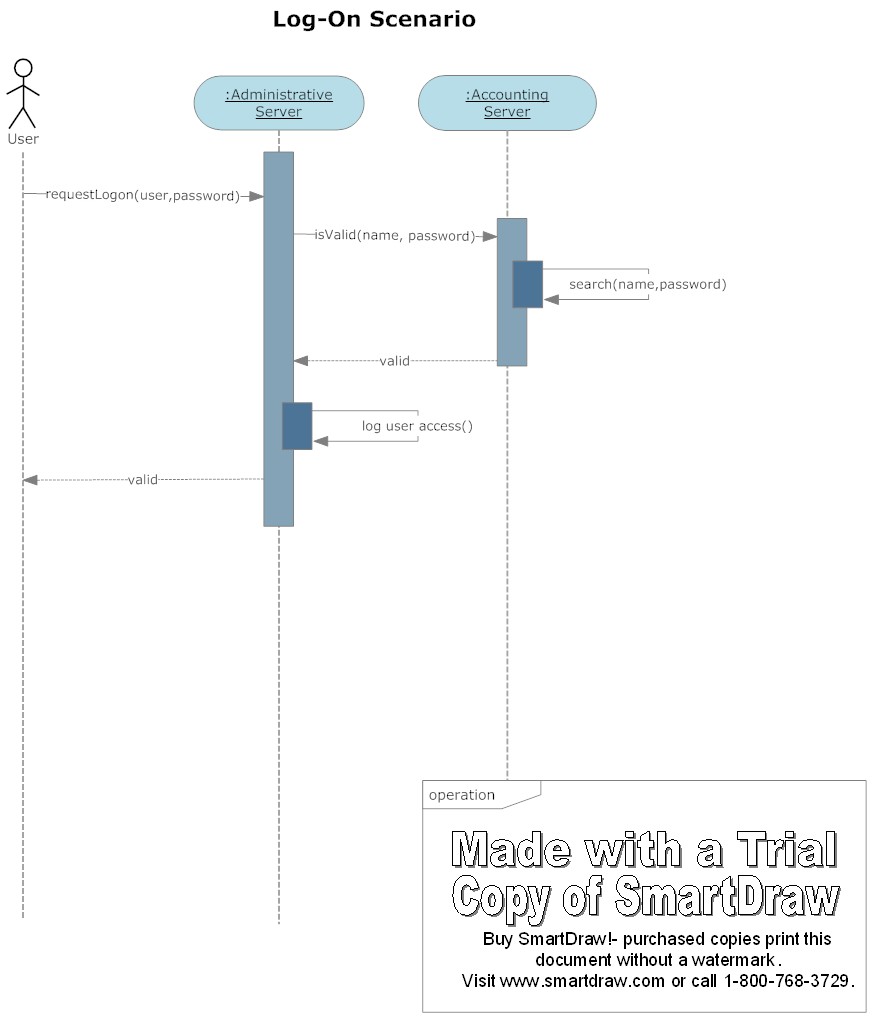 Log-On Scenario
User
:Administrative
Server
:Accounting
Server
requestLogon(user,password)
isValid(name, password)
search(name,password)
valid
log user access()
valid
operation
Made with a Trial
Copy of SmartDraw
Buy SmartDraw!- purchased copies print this
document without a watermark.
Visit www.smartdraw.com or call 1-800-768-3729.